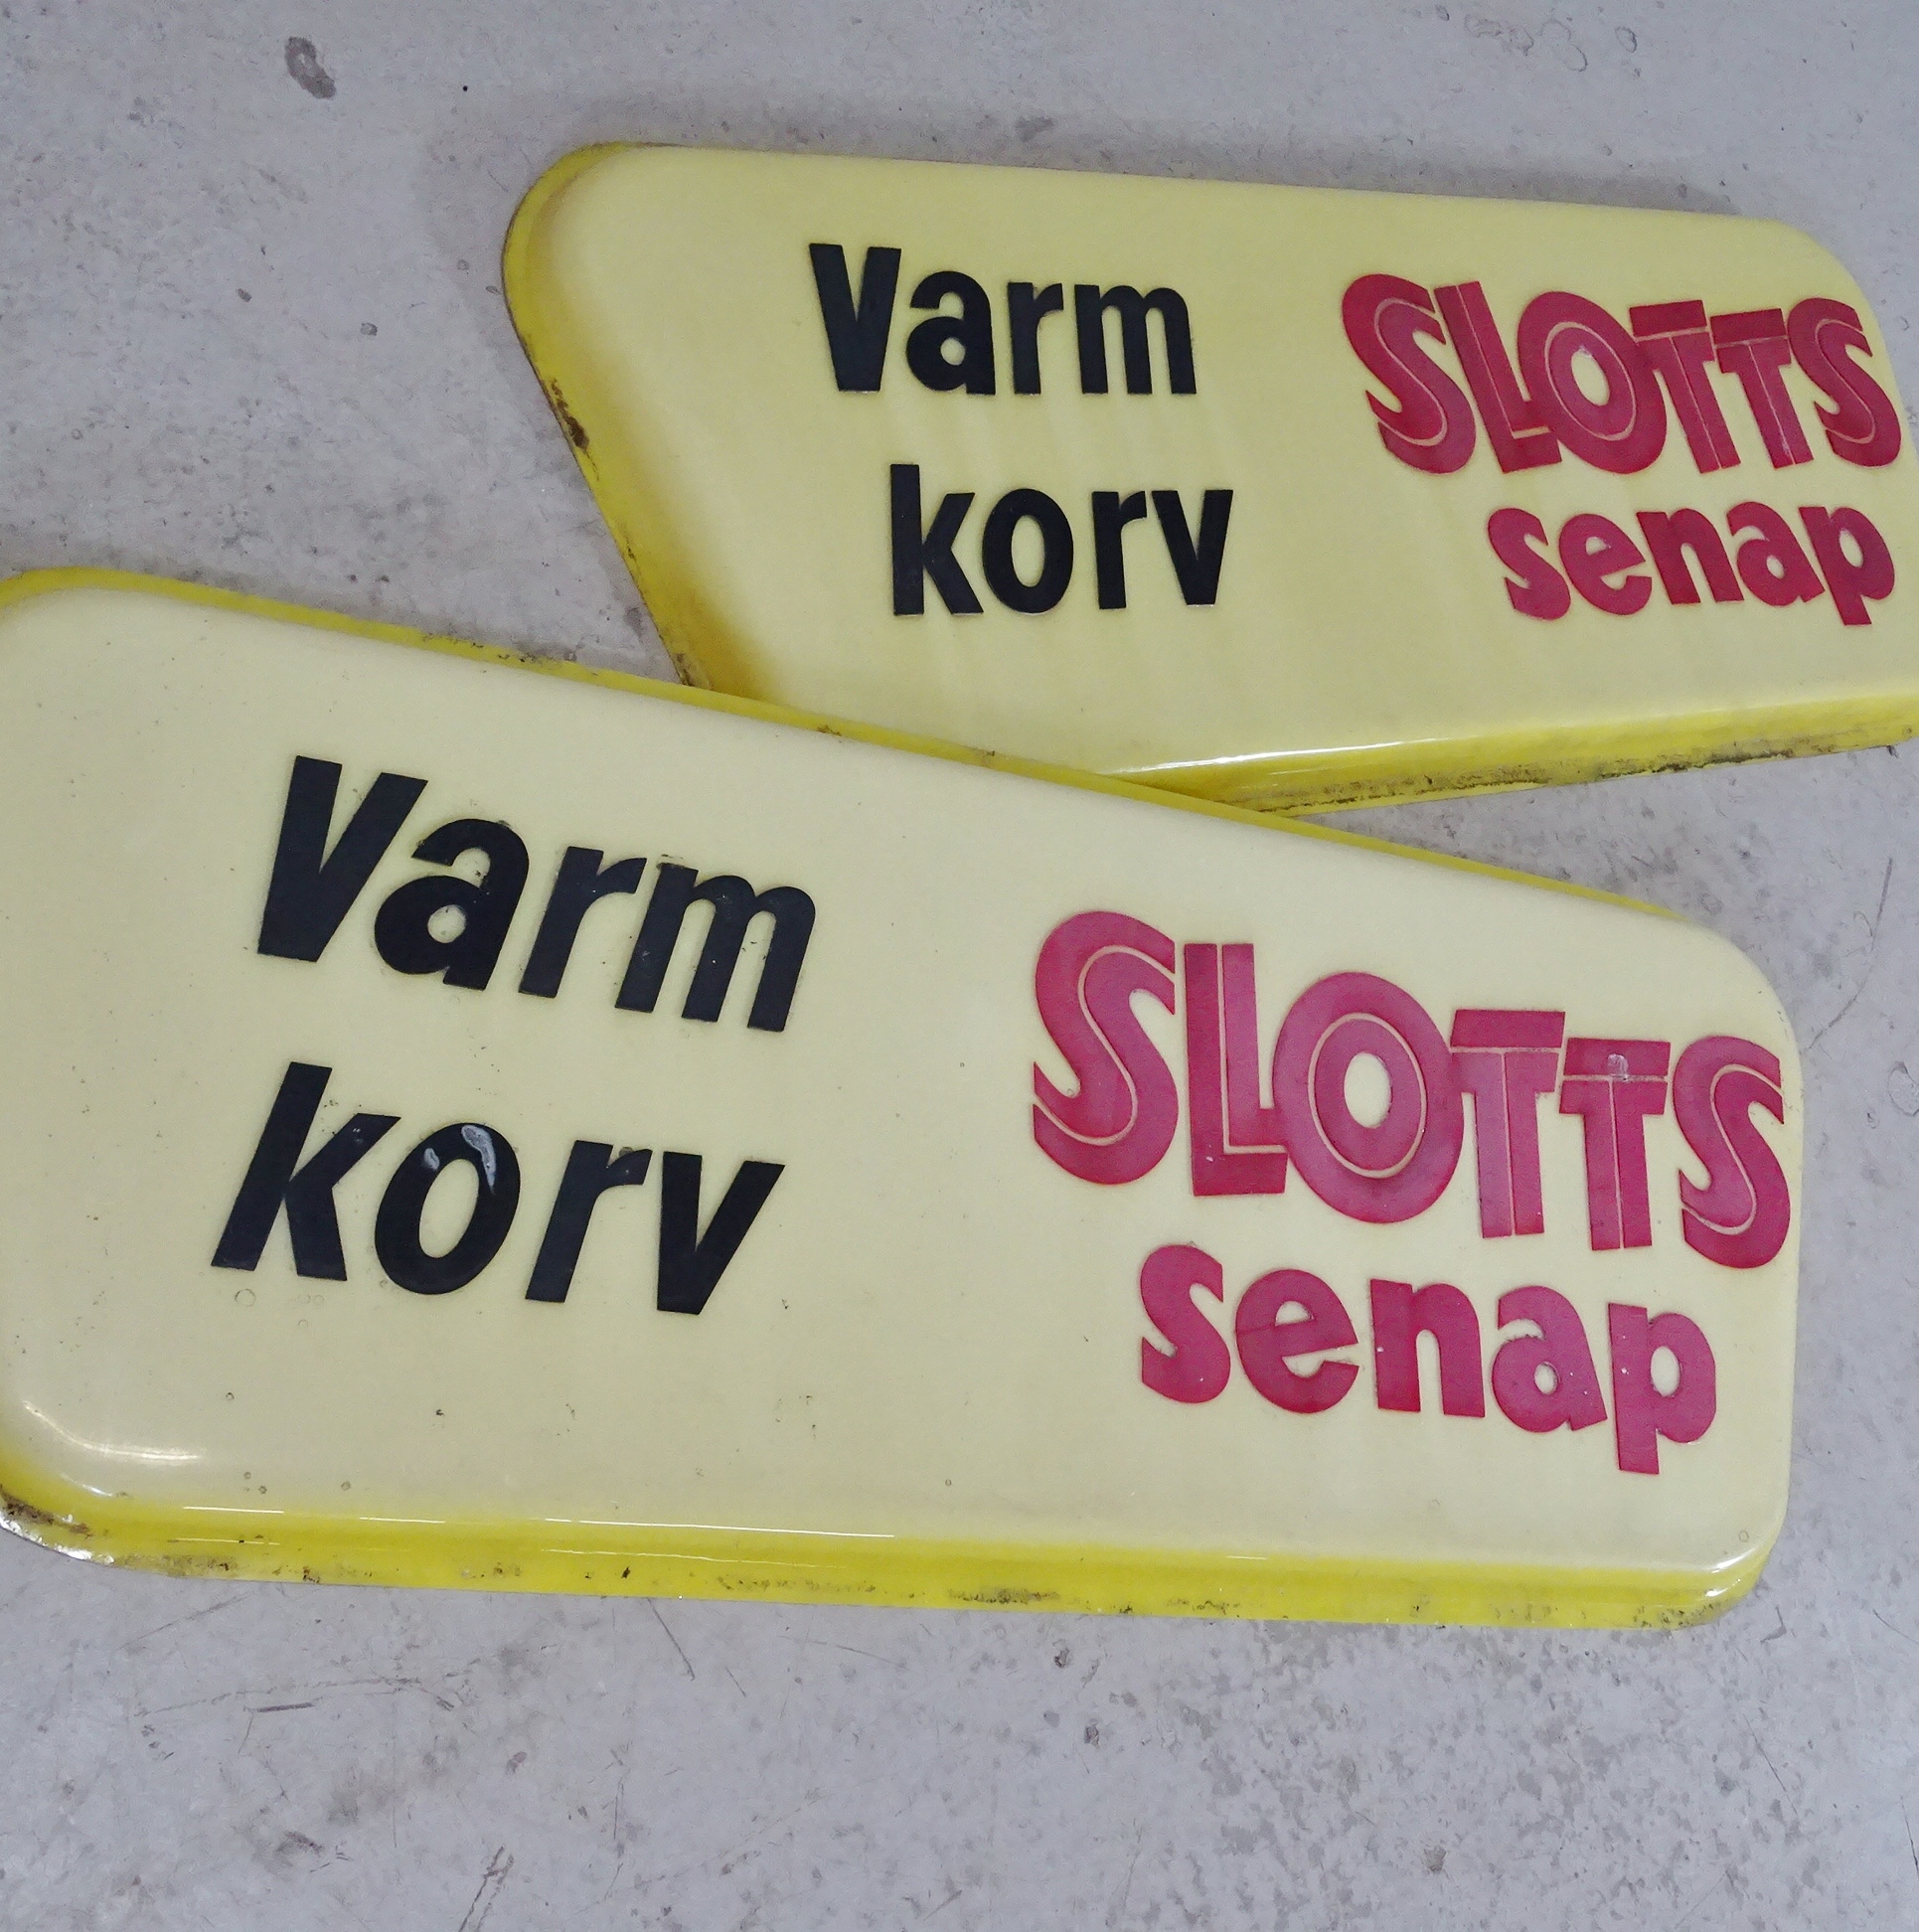 Varm
korv
SLOTTS
senap
Varm
korv
SLOTTS
senap